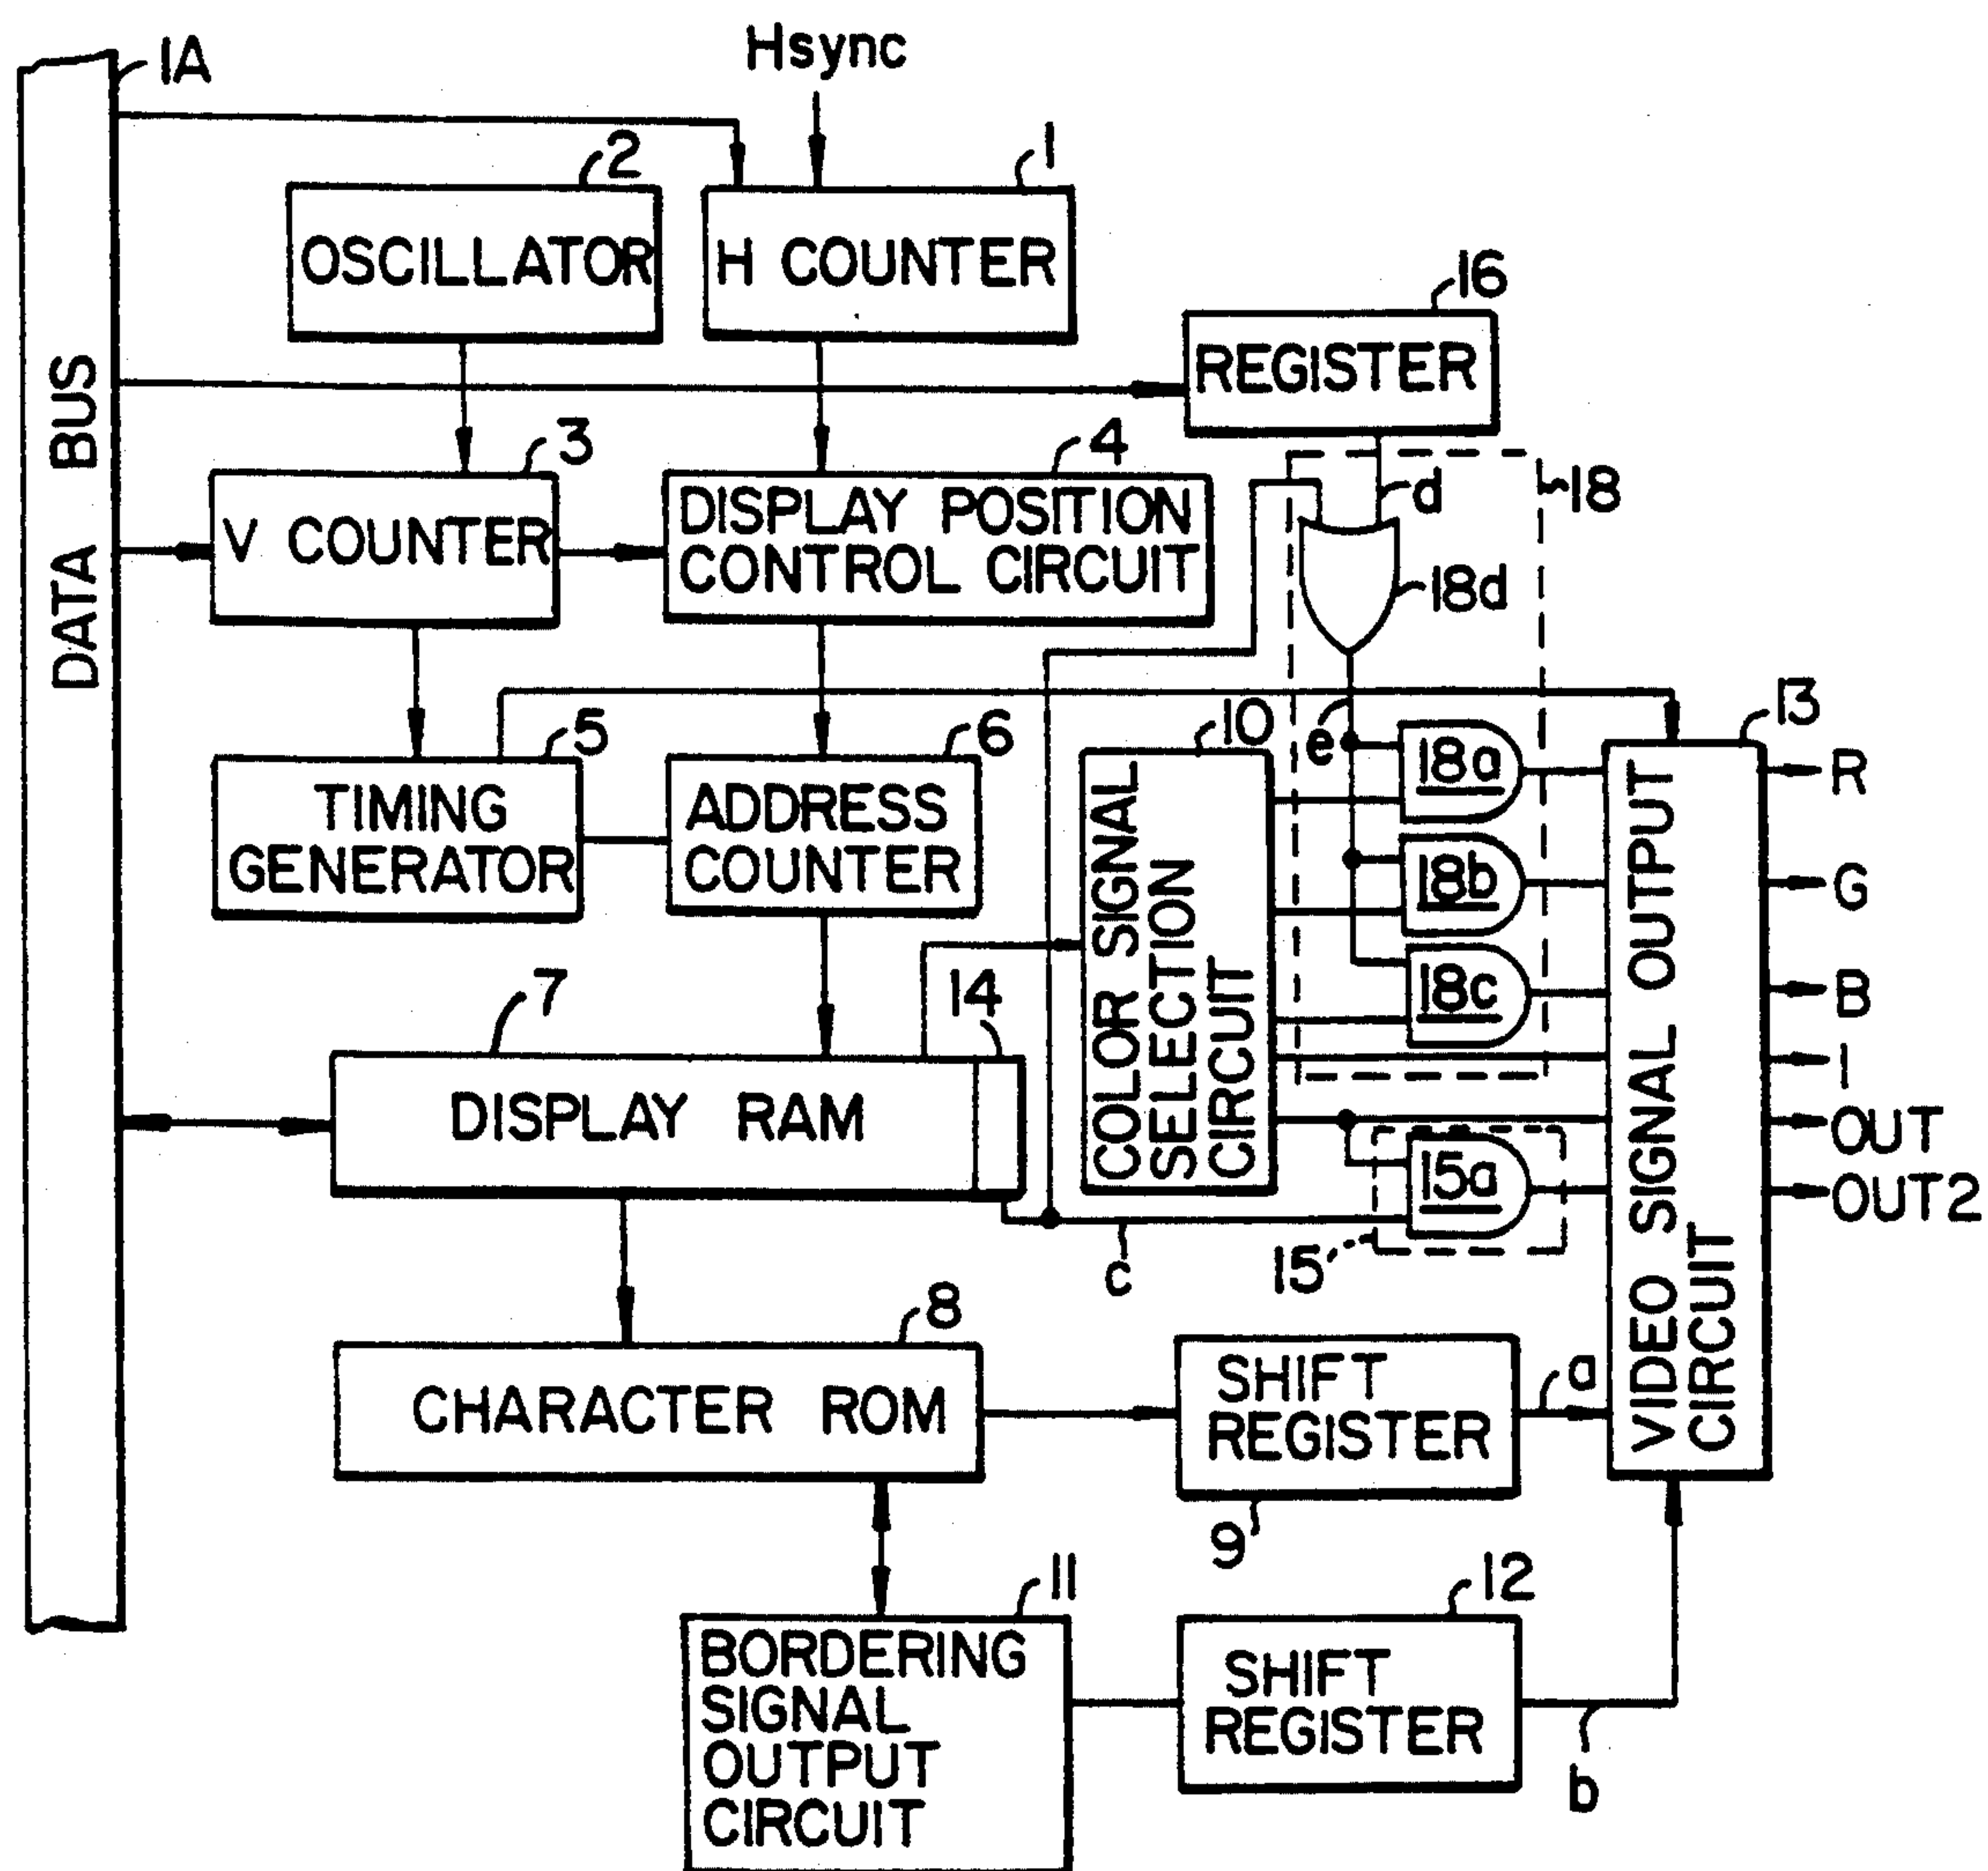 1A
Hsync
2
1
OSCILLATOR
H COUNTER
16
REGISTER
DATA BUS
3
4
d
18
V COUNTER
DISPLAY POSITION
CONTROL CIRCUIT
18d
5
6
10
e
13
TIMING
GENERATOR
ADDRESS
COUNTER
COLOR SIGNAL
SELECTION
CIRCUIT
18a
18b
18c
VIDEO SIGNAL OUTPUT
CIRCUIT
R
G
B
I
OUT
OUT2
7
14
DISPLAY RAM
15a
15
c
8
CHARACTER ROM
SHIFT
REGISTER
a
9
11
12
BORDERING
SIGNAL
OUTPUT
CIRCUIT
SHIFT
REGISTER
b